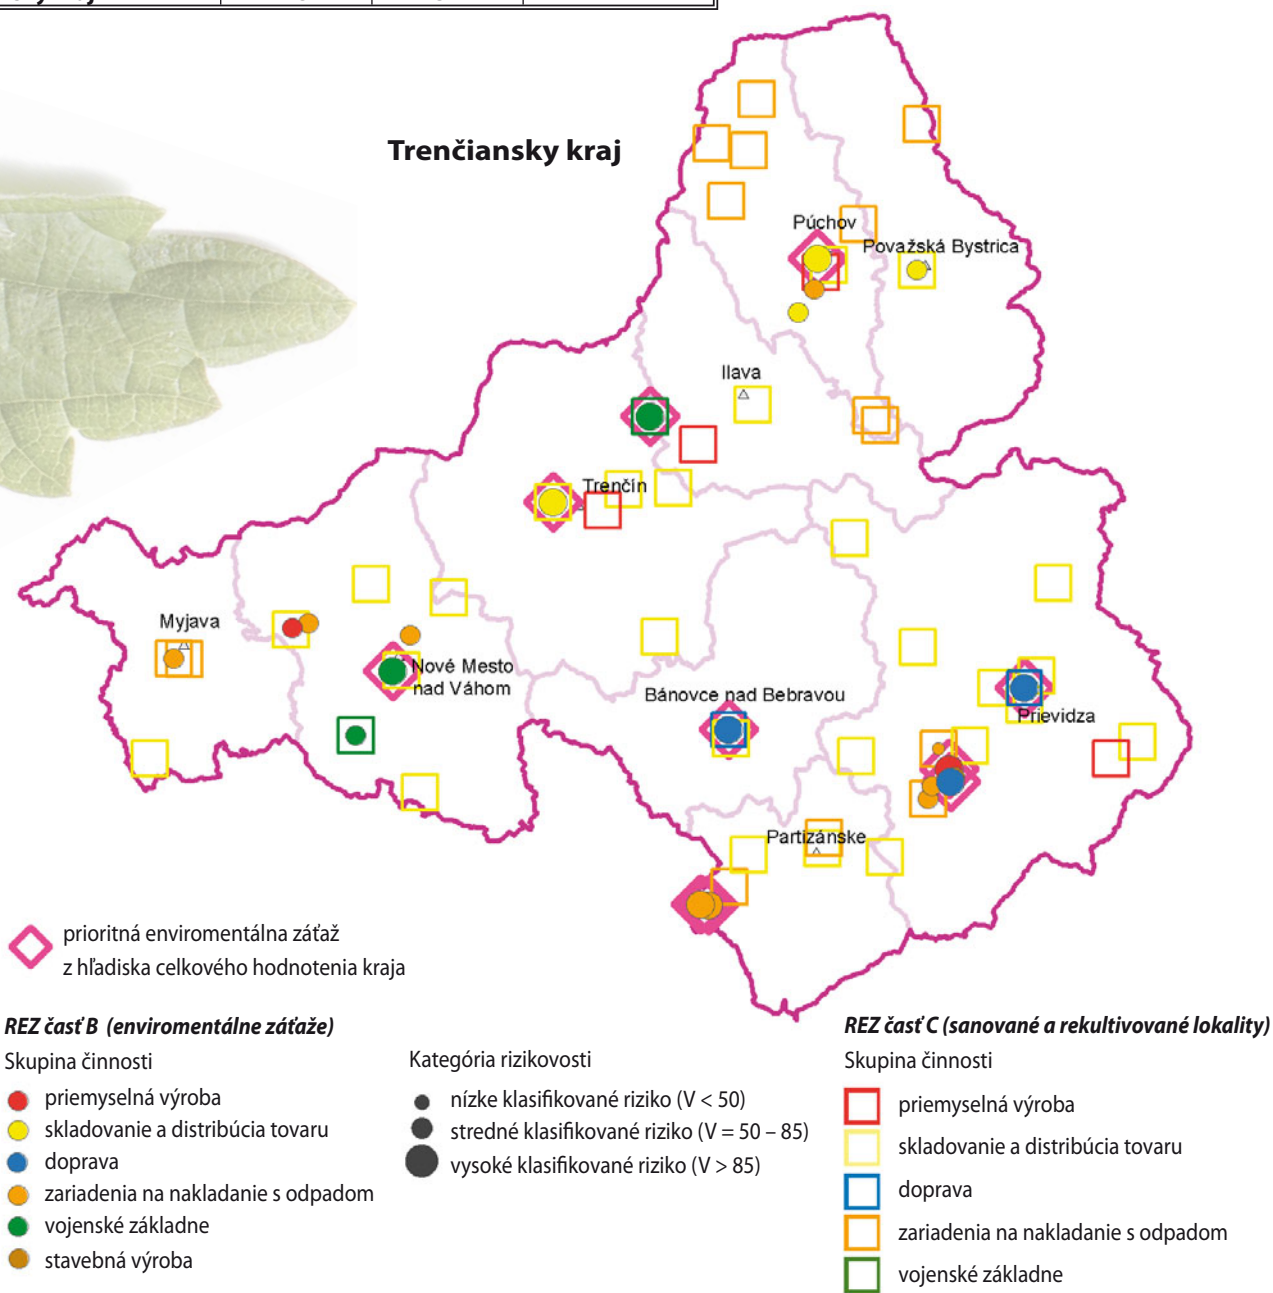 Trenčiansky kraj
Púchov
Považská Bystrica
Ilava
Trenčín
Myjava
Nové Mesto
nad Váhom
Bánovce nad Bebravou
Prievidza
Partizánske
prioritná enviromentálna záťaž
z hľadiska celkového hodnotenia kraja
REZ časť B (enviromentálne záťaže)
Skupina činnosti
priemyselná výroba
skladovanie a distribúcia tovaru
doprava
zariadenia na nakladanie s odpadom
vojenské základne
stavebná výroba
Kategória rizikovosti
nízke klasifikované riziko (V < 50)
stredné klasifikované riziko (V = 50 – 85)
vysoké klasifikované riziko (V > 85)
REZ časť C (sanované a rekultivované lokality)
Skupina činnosti
priemyselná výroba
skladovanie a distribúcia tovaru
doprava
zariadenia na nakladanie s odpadom
vojenské základne